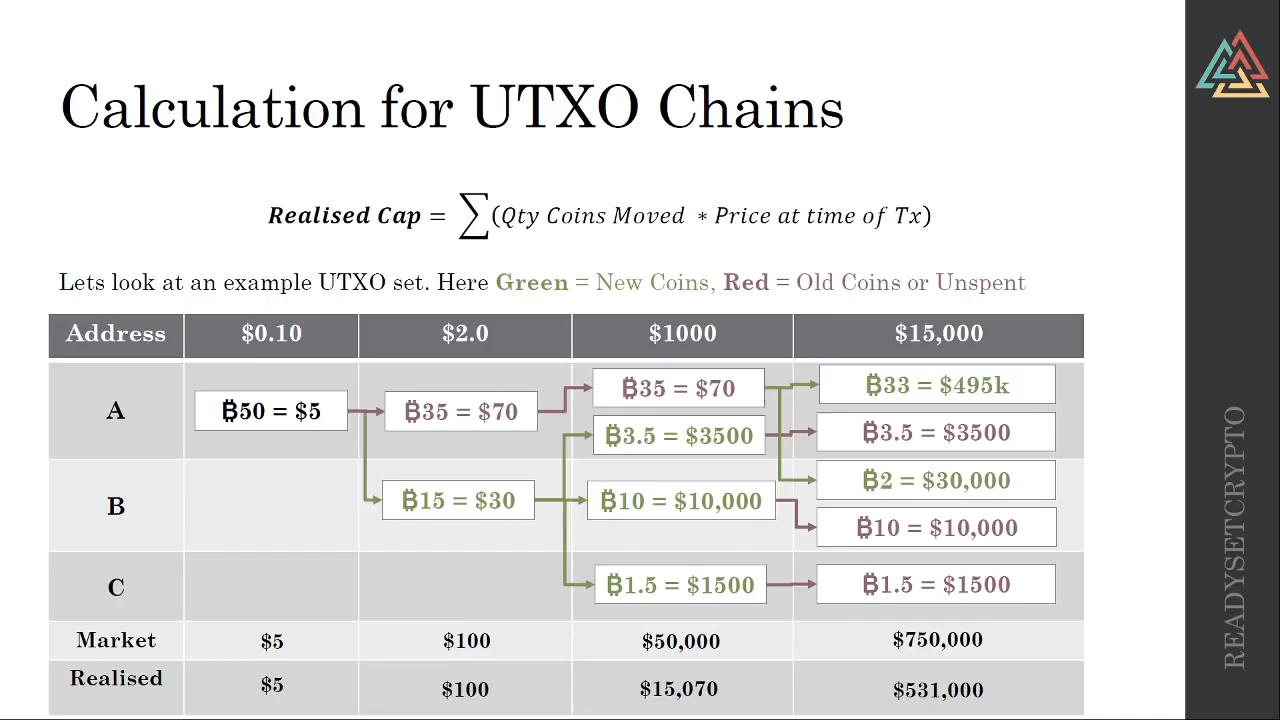 Calculation for UTXO Chains
Realised Cap = ∑(Qty Coins Moved * Price at time of Tx)
Lets look at an example UTXO set. Here Green = New Coins, Red = Old Coins or Unspent
Address $0.10 $2.0 $1000 $15,000
A ₿50 = $5 ₿35 = $70 ₿35 = $70 ₿33 = $495k
₿3.5 = $3500 ₿3.5 = $3500
B ₿15 = $30 ₿10 = $10,000 ₿2 = $30,000
₿10 = $10,000
C ₿1.5 = $1500 ₿1.5 = $1500
Market $5 $100 $50,000 $750,000
Realised $5 $100 $15,070 $531,000
READYSETCRYPTO